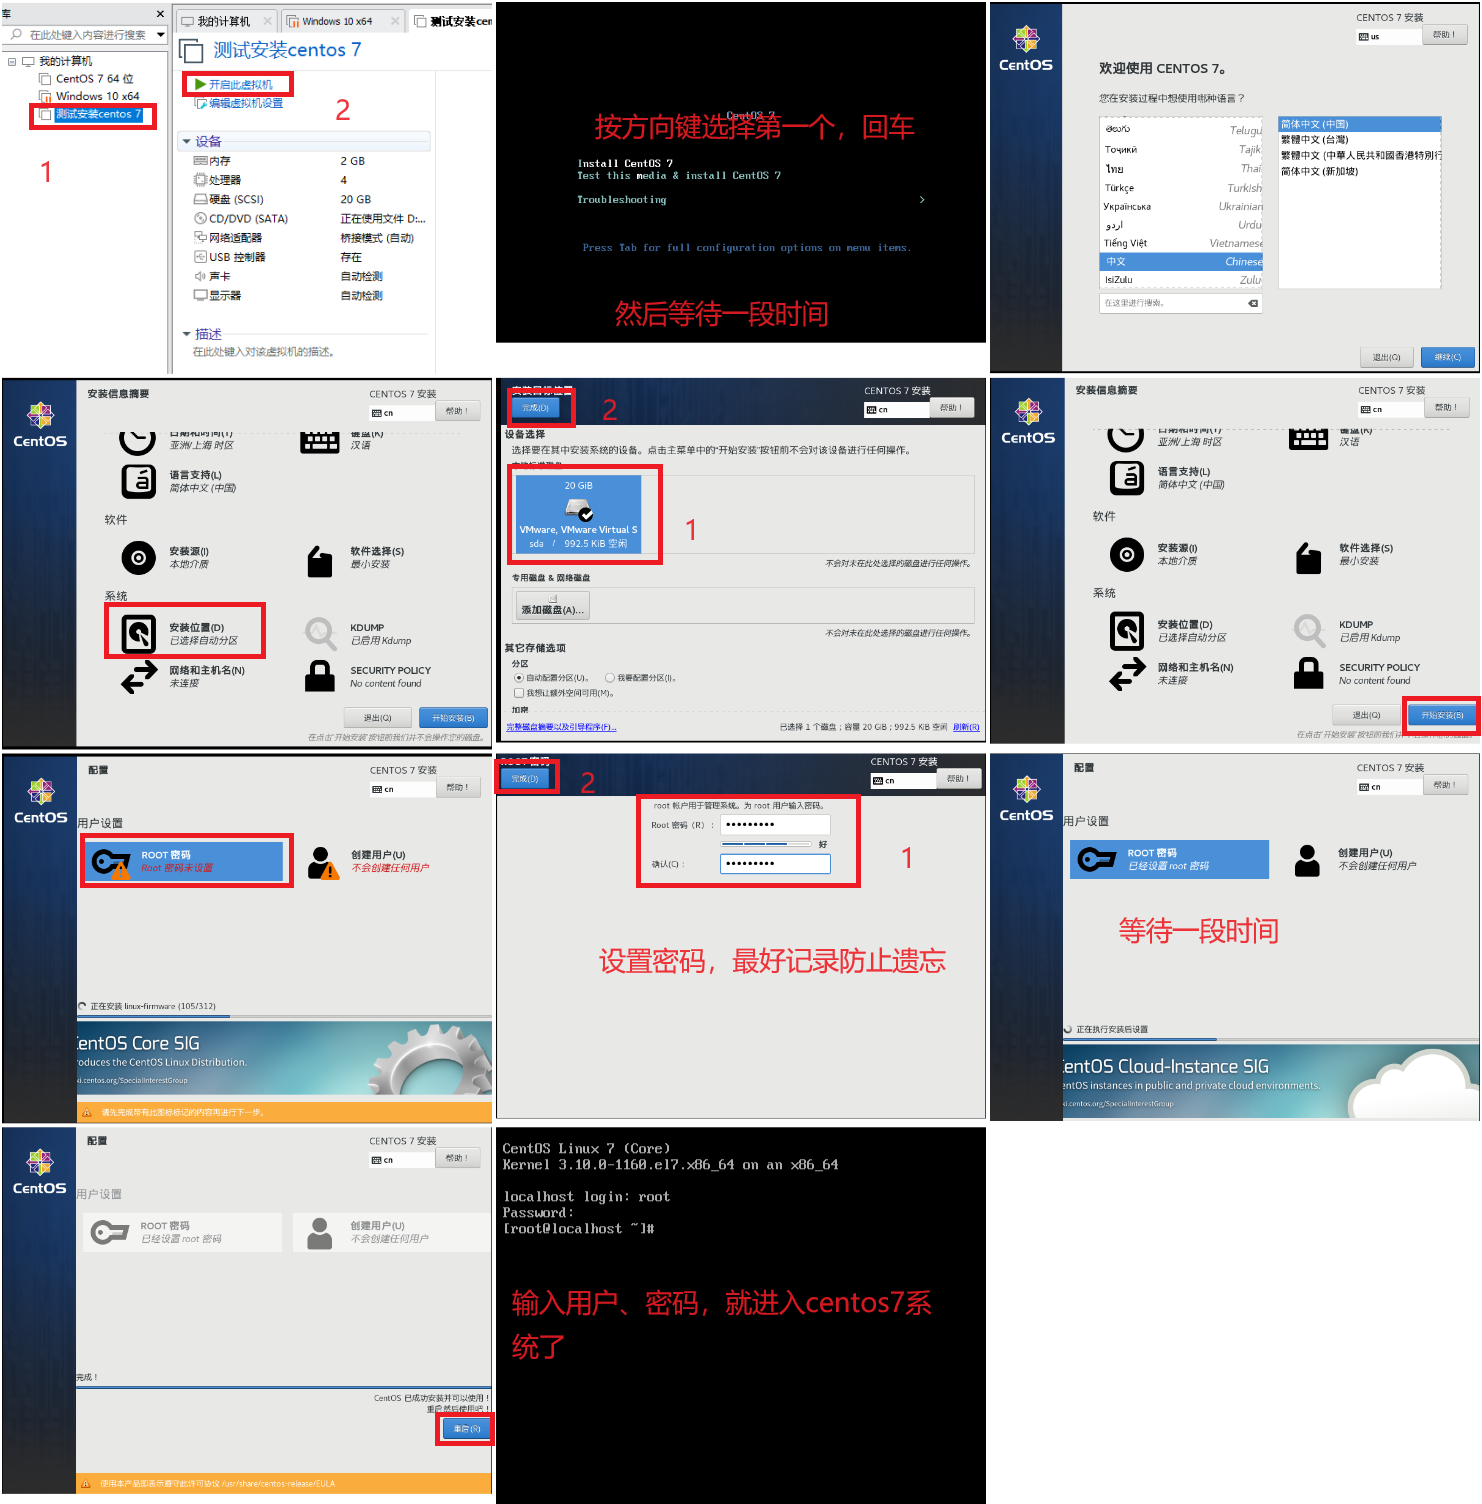 库
在此处键入内容进行搜索
我的计算机
CentOS 7 64 位
Windows 10 x64
测试安装centos 7
1
我的计算机
Windows 10 x64
测试安装cen
测试安装centos 7
开启此虚拟机
编辑虚拟机设置
2
设备
内存 2 GB
处理器 4
硬盘 (SCSI) 20 GB
CD/DVD (SATA) 正在使用文件 D:...
网络适配器 桥接模式 (自动)
USB 控制器 存在
声卡 自动检测
显示器 自动检测
描述
在此处键入对该虚拟机的描述。
CentOS 7
按方向键选择第一个，回车
Install CentOS 7
Test this media & install CentOS 7
Troubleshooting >
Press Tab for full configuration options on menu items.
然后等待一段时间
CentOS
CENTOS 7 安装
us
帮助！
欢迎使用 CENTOS 7。
您在安装过程中想使用哪种语言？
తెలుగు Telugu
Тоҷикӣ Tajik
ไทย Thai
Türkçe Turkish
Українська Ukrainian
اردو Urdu
Tiếng Việt Vietnamese
中文 Chinese
IsiZulu Zulu
在这里进行搜索。
简体中文 (中国)
繁體中文 (台灣)
繁體中文 (中華人民共和國香港特別行
简体中文 (新加坡)
退出(Q)
继续(C)
CentOS
安装信息摘要
CENTOS 7 安装
cn
帮助！
日期和时间(T)
亚洲/上海 时区
键盘(K)
汉语
语言支持(L)
简体中文 (中国)
软件
安装源(I)
本地介质
软件选择(S)
最小安装
系统
安装位置(D)
已选择自动分区
KDUMP
已启用 Kdump
网络和主机名(N)
未连接
SECURITY POLICY
No content found
退出(Q)
开始安装(B)
在点击“开始安装”按钮前我们并不会操作您的磁盘。
安装目标位置
完成(D)
2
CENTOS 7 安装
cn
帮助！
设备选择
选择要在其中安装系统的设备。点击主菜单中的“开始安装”按钮前不会对该设备进行任何操作。
本地标准磁盘
20 GiB
VMware, VMware Virtual S
sda / 992.5 KiB 空闲
1
不会对未在此处选择的磁盘进行任何操作。
专用磁盘 & 网络磁盘
添加磁盘(A)...
不会对未在此处选择的磁盘进行任何操作。
其它存储选项
分区
自动配置分区(U)。
我要配置分区(I)。
我想让额外空间可用(M)。
加密
完整磁盘摘要以及引导程序(F)...
已选择 1 个磁盘；容量 20 GiB；992.5 KiB 空闲
刷新(R)
CentOS
安装信息摘要
CENTOS 7 安装
cn
帮助！
日期和时间(T)
亚洲/上海 时区
键盘(K)
汉语
语言支持(L)
简体中文 (中国)
软件
安装源(I)
本地介质
软件选择(S)
最小安装
系统
安装位置(D)
已选择自动分区
KDUMP
已启用 Kdump
网络和主机名(N)
未连接
SECURITY POLICY
No content found
退出(Q)
开始安装(B)
在点击“开始安装”按钮前我们并不会操作您的磁盘。
CentOS
配置
CENTOS 7 安装
cn
帮助！
用户设置
ROOT 密码
Root 密码未设置
创建用户(U)
不会创建任何用户
正在安装 linux-firmware (105/312)
CentOS Core SIG
roduces the CentOS Linux Distribution.
ki.centos.org/SpecialInterestGroup
请先完成带有此图标标记的内容再进行下一步。
ROOT 密码
完成(D)
2
CENTOS 7 安装
cn
帮助！
root 帐户用于管理系统。为 root 用户输入密码。
Root 密码（R）： •••••••••
好
确认(C)： •••••••••
1
设置密码，最好记录防止遗忘
CentOS
配置
CENTOS 7 安装
cn
帮助！
用户设置
ROOT 密码
已经设置 root 密码
创建用户(U)
不会创建任何用户
等待一段时间
正在执行安装后设置
CentOS Cloud-Instance SIG
entOS instances in public and private cloud environments.
ki.centos.org/SpecialInterestGroup
CentOS
配置
CENTOS 7 安装
cn
帮助！
用户设置
ROOT 密码
已经设置 root 密码
创建用户(U)
不会创建任何用户
完成！
CentOS 已成功安装并可以使用！
重启然后使用吧！
重启(R)
使用本产品即表示遵守此许可协议 /usr/share/centos-release/EULA
CentOS Linux 7 (Core)
Kernel 3.10.0-1160.el7.x86_64 on an x86_64
localhost login: root
Password:
[root@localhost ~]#
输入用户、密码，就进入centos7系
统了